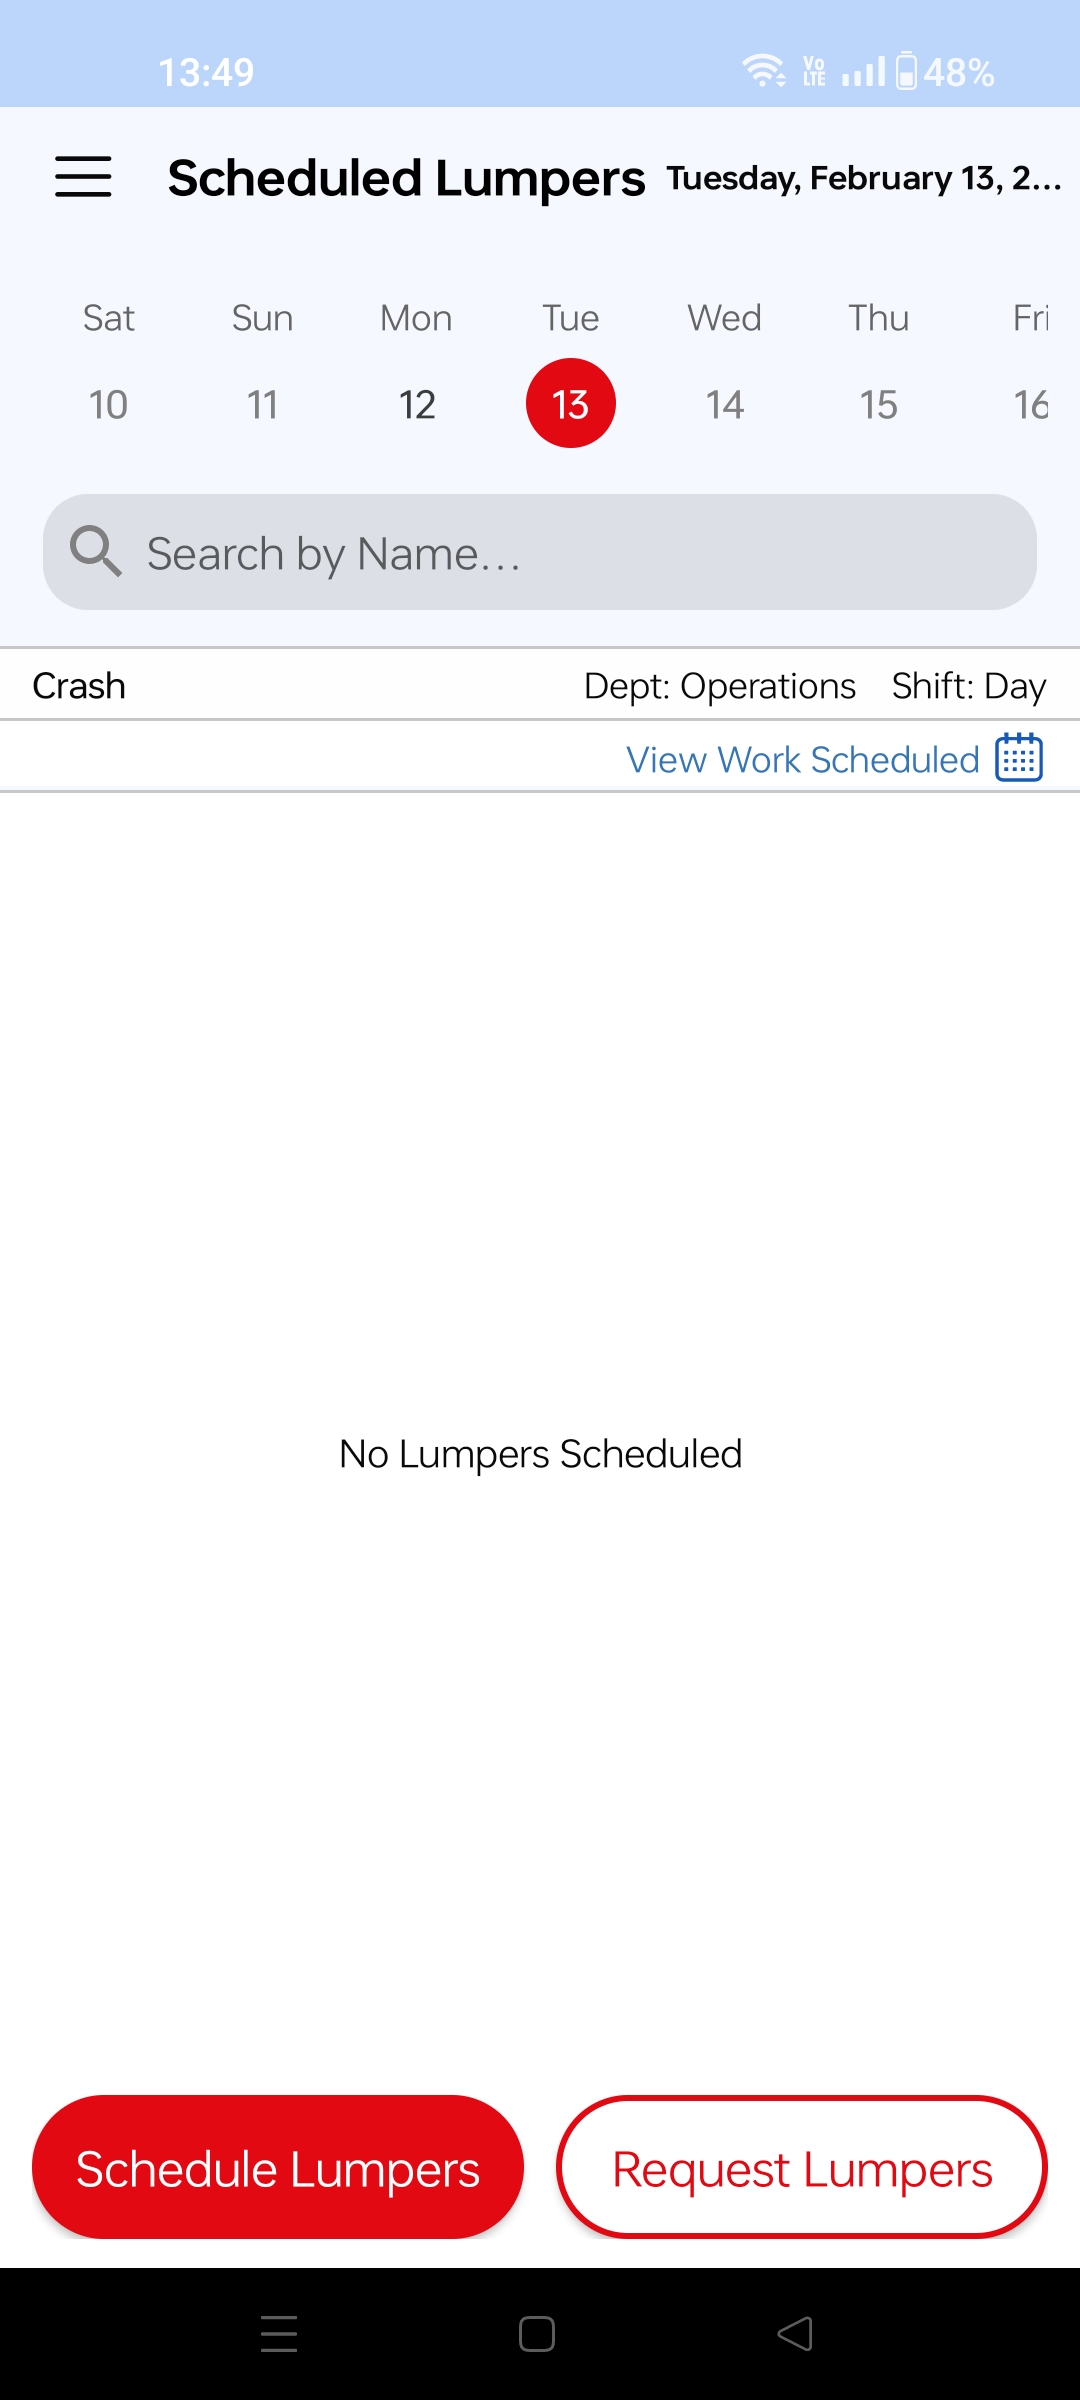 13:49 Vo LTE 48%
Scheduled Lumpers Tuesday, February 13, 2...
Sat Sun Mon Tue Wed Thu Fri
10 11 12 13 14 15 16
Search by Name...
Crash Dept: Operations Shift: Day
View Work Scheduled
No Lumpers Scheduled
Schedule Lumpers Request Lumpers